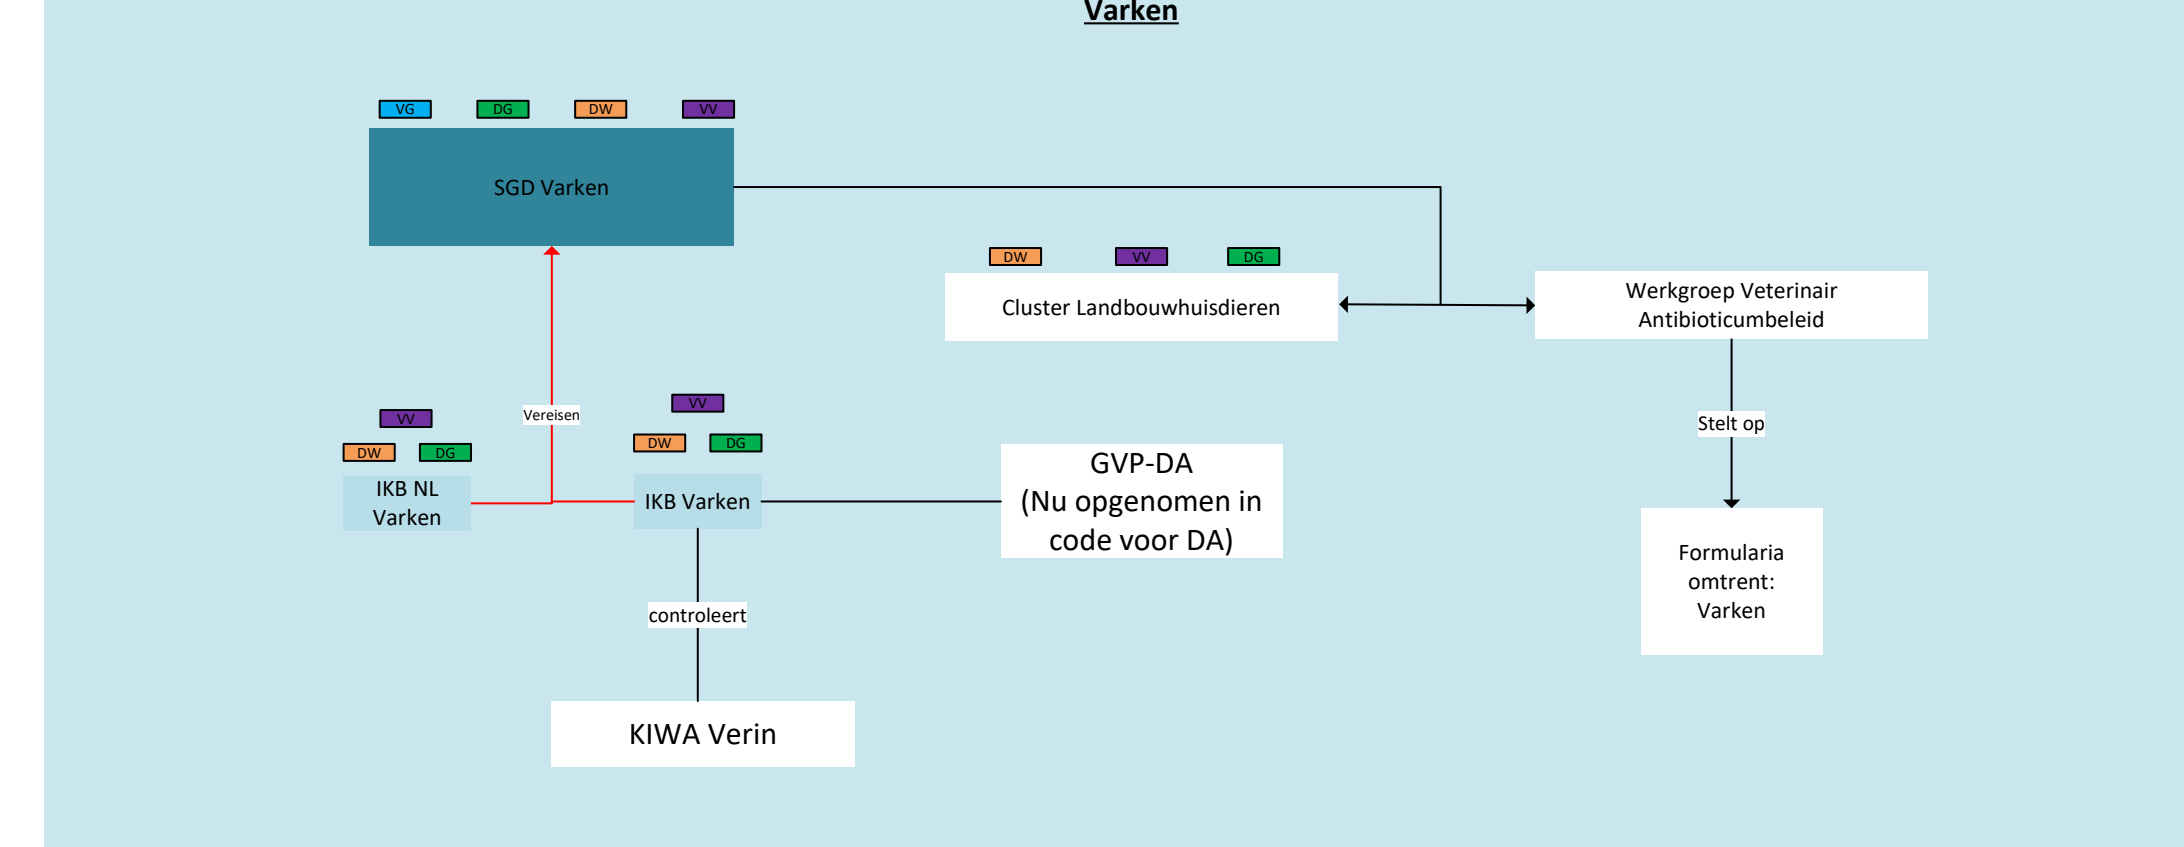 Varken
VG
DG
DW
VV
SGD Varken
DW
VV
DG
Cluster Landbouwhuisdieren
Werkgroep Veterinair
Antibioticumbeleid
Stelt op
Formularia
omtrent:
Varken
Vereisen
VV
DW
DG
IKB NL
Varken
VV
DW
DG
IKB Varken
GVP-DA
(Nu opgenomen in
code voor DA)
controleert
KIWA Verin